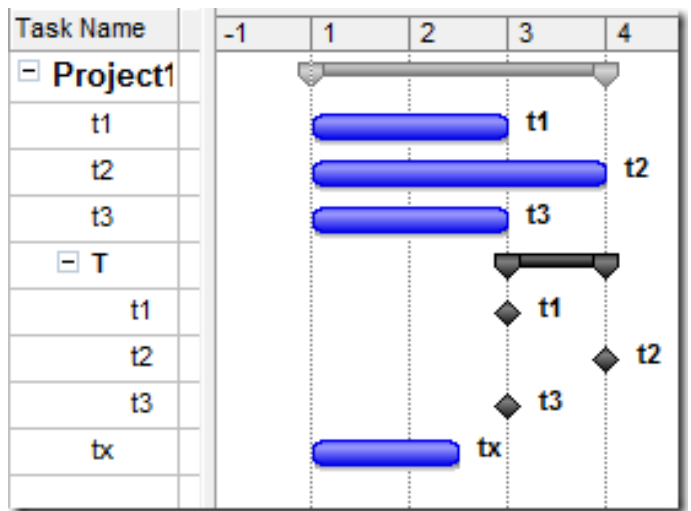 Task Name -1 1 2 3 4
Project1
t1 t1
t2 t2
t3 t3
T
t1 t1
t2 t2
t3 t3
tx tx